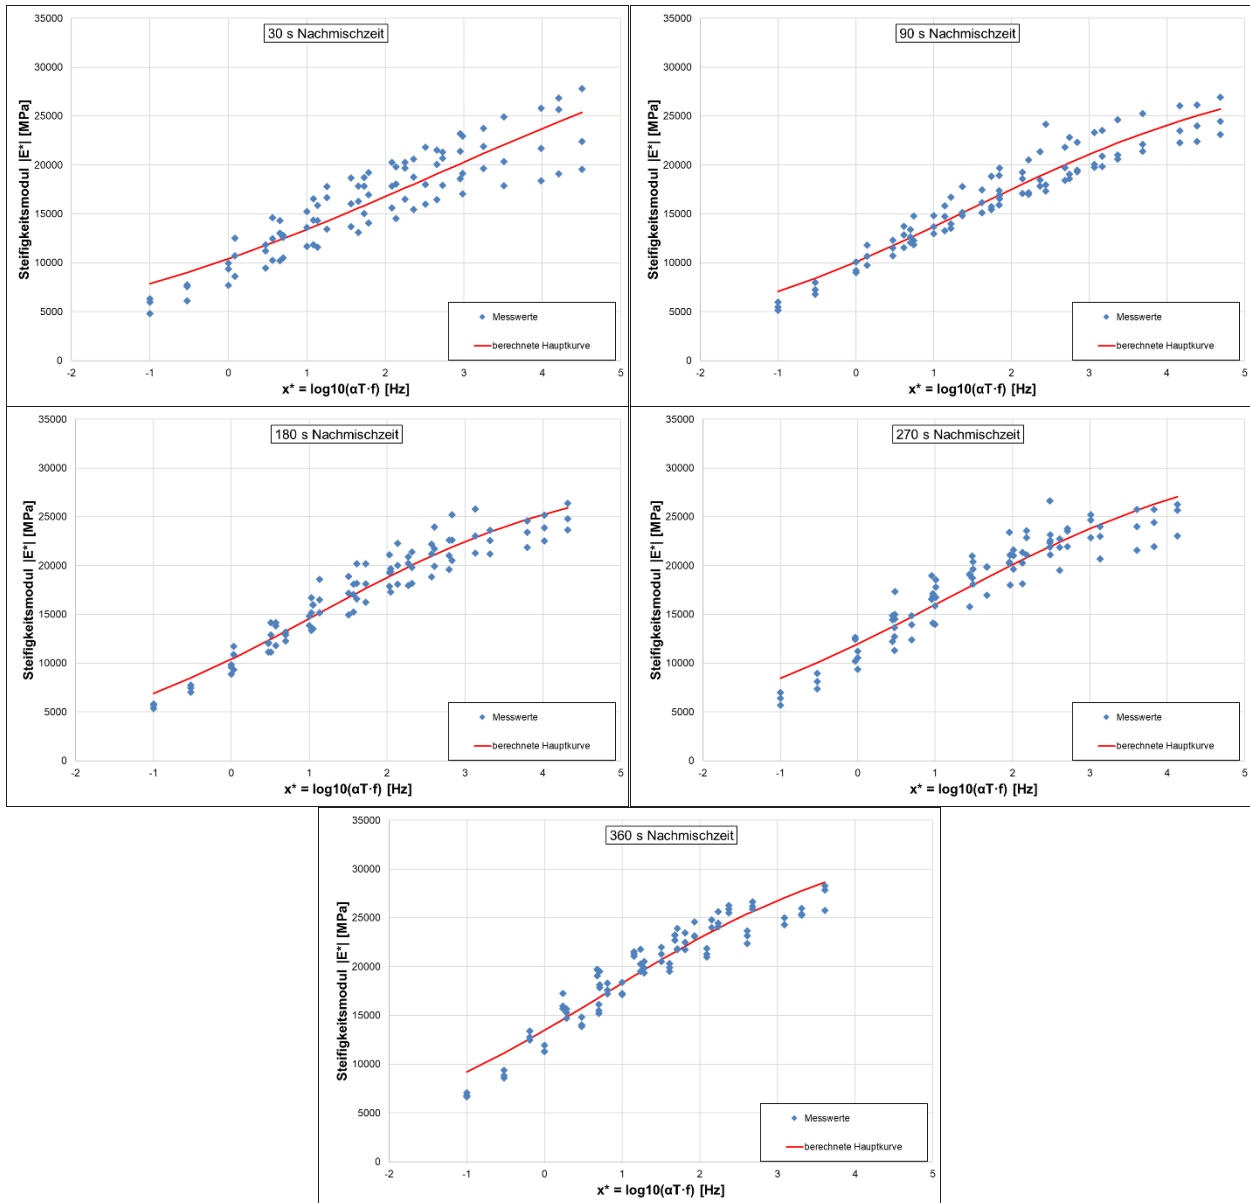 30 s Nachmischzeit
Steifigkeitsmodul |E*| [MPa]
35000
30000
25000
20000
15000
10000
5000
0
-2 -1 0 1 2 3 4 5
x* = log10(αT·f) [Hz]
Messwerte
berechnete Hauptkurve
90 s Nachmischzeit
Steifigkeitsmodul |E*| [MPa]
35000
30000
25000
20000
15000
10000
5000
0
-2 -1 0 1 2 3 4 5
x* = log10(αT·f) [Hz]
Messwerte
berechnete Hauptkurve
180 s Nachmischzeit
Steifigkeitsmodul |E*| [MPa]
35000
30000
25000
20000
15000
10000
5000
0
-2 -1 0 1 2 3 4 5
x* = log10(αT·f) [Hz]
Messwerte
berechnete Hauptkurve
270 s Nachmischzeit
Steifigkeitsmodul |E*| [MPa]
35000
30000
25000
20000
15000
10000
5000
0
-2 -1 0 1 2 3 4 5
x* = log10(αT·f) [Hz]
Messwerte
berechnete Hauptkurve
360 s Nachmischzeit
Steifigkeitsmodul |E*| [MPa]
35000
30000
25000
20000
15000
10000
5000
0
-2 -1 0 1 2 3 4 5
x* = log10(αT·f) [Hz]
Messwerte
berechnete Hauptkurve